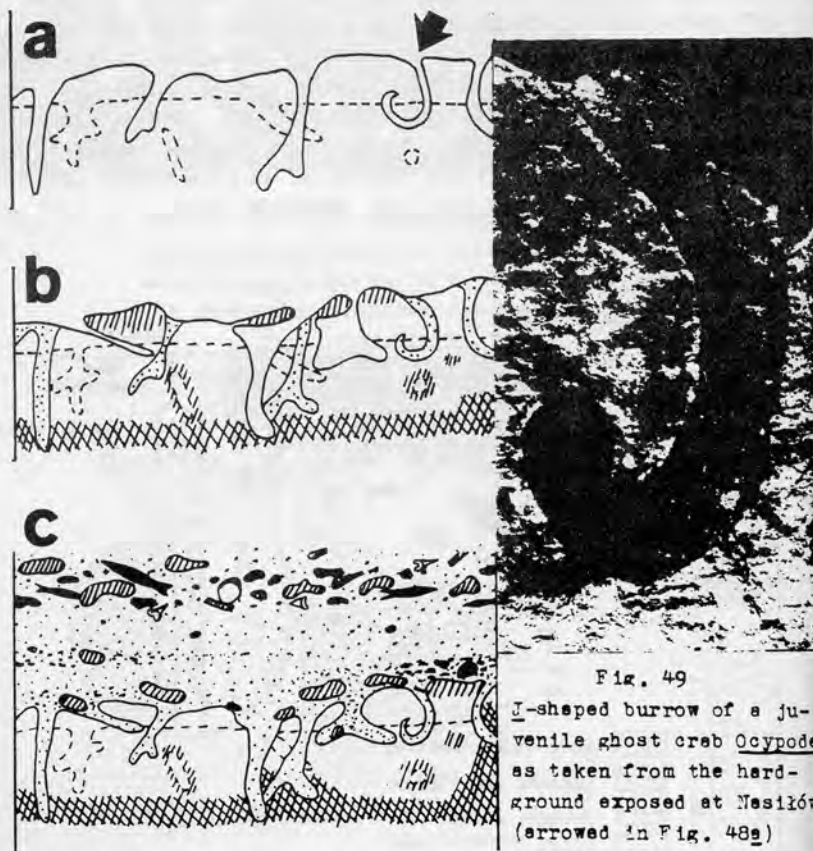 a
b
c
Fig. 49
J-shaped burrow of a ju-
venile ghost crab Ocypode
as taken from the hard-
ground exposed at Nasiłów
(arrowed in Fig. 48a)